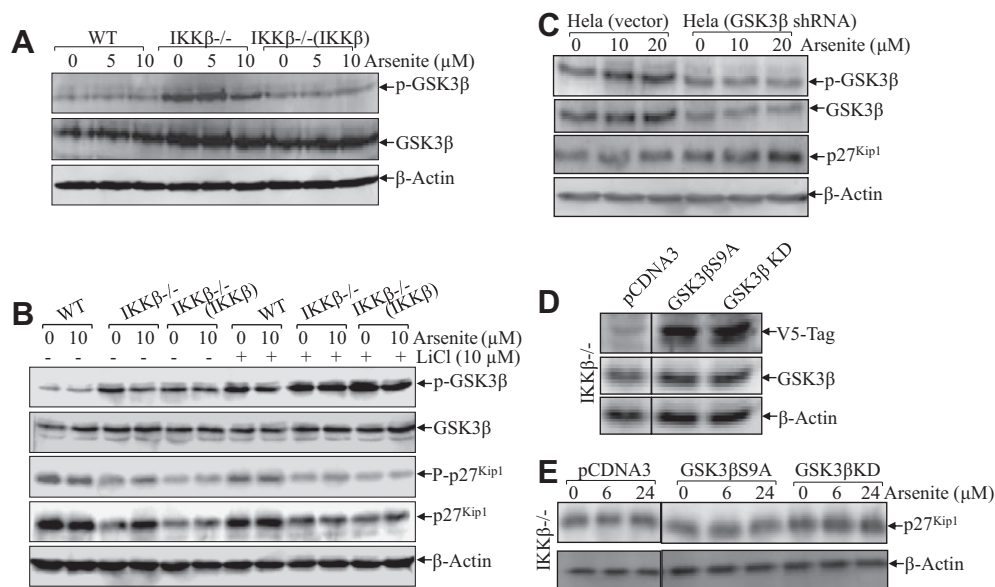 A
WT IKKβ-/- IKKβ-/-(IKKβ)
0 5 10 0 5 10 0 5 10 Arsenite (μM)
p-GSK3β
GSK3β
β-Actin
B
WT IKKβ-/- IKKβ-/- (IKKβ) WT IKKβ-/- IKKβ-/- (IKKβ)
0 10 0 10 0 10 0 10 0 10 0 10 Arsenite (μM)
- - - - - - + + + + + + LiCl (10 μM)
p-GSK3β
GSK3β
P-p27Kip1
p27Kip1
β-Actin
C
Hela (vector) Hela (GSK3β shRNA)
0 10 20 0 10 20 Arsenite (μM)
p-GSK3β
GSK3β
p27Kip1
β-Actin
D
pCDNA3 GSK3βS9A GSK3β KD
IKKβ-/-
V5-Tag
GSK3β
β-Actin
E
pCDNA3 GSK3βS9A GSK3βKD
0 6 24 0 6 24 0 6 24 Arsenite (μM)
IKKβ-/-
p27Kip1
β-Actin